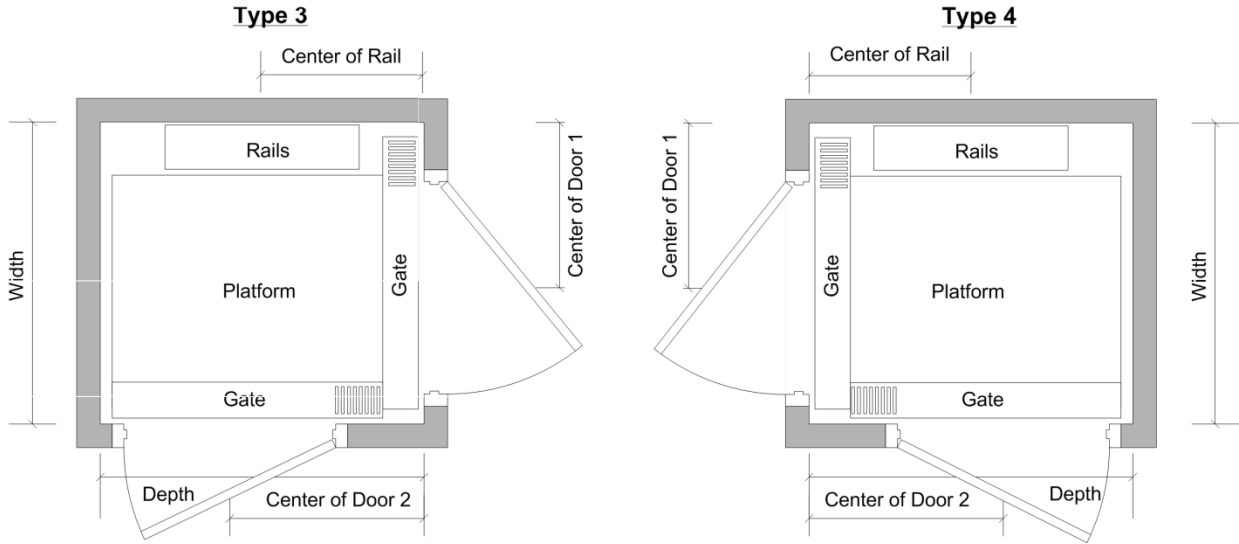 Type 3
Center of Rail
Rails
Center of Door 1
Width
Gate
Platform
Gate
Depth
Center of Door 2
Type 4
Center of Rail
Rails
Center of Door 1
Width
Gate
Platform
Gate
Center of Door 2
Depth